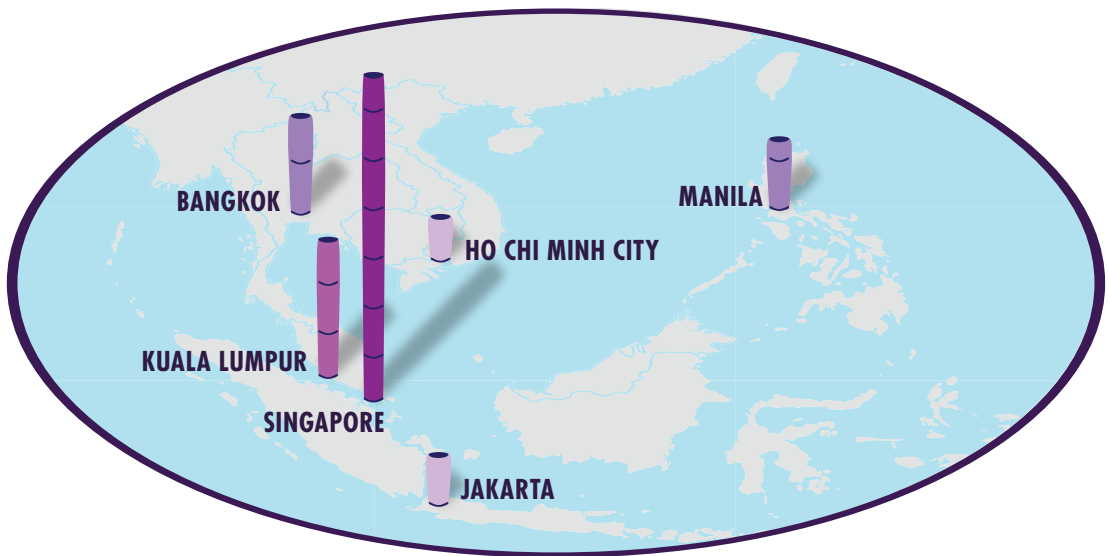 BANGKOK
MANILA
HO CHI MINH CITY
KUALA LUMPUR
SINGAPORE
JAKARTA